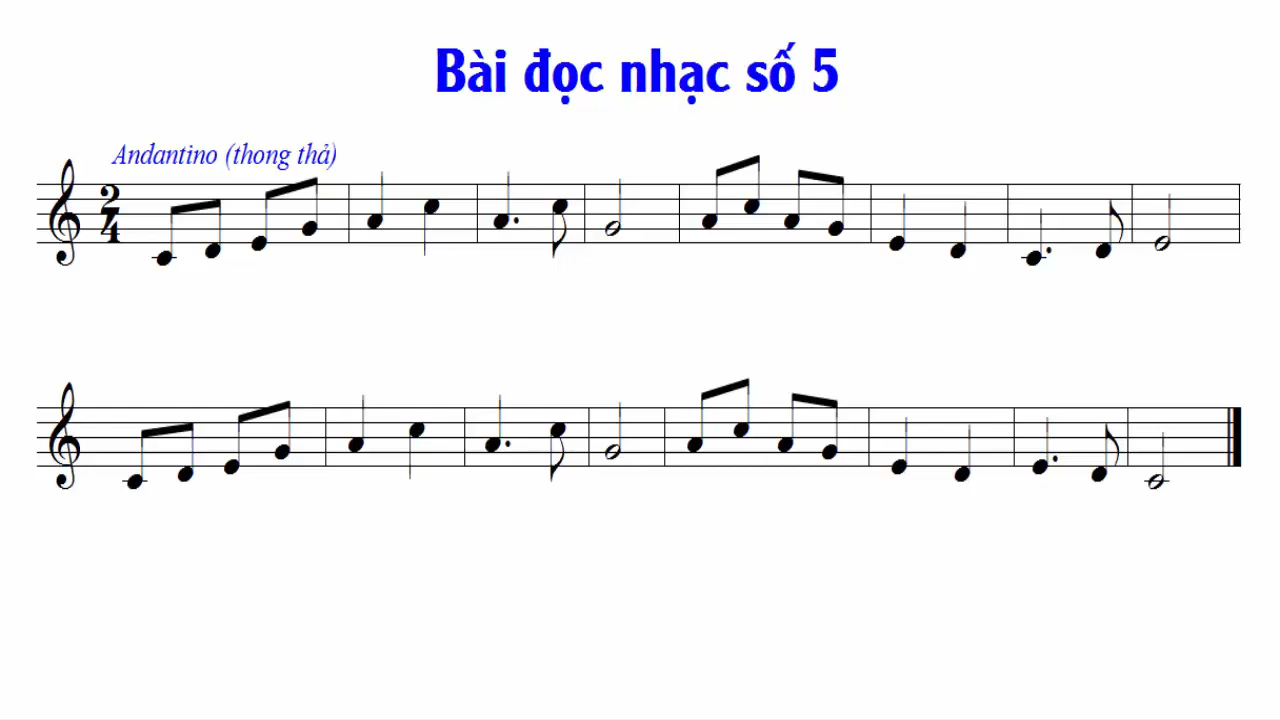 Bài đọc nhạc số 5
Andantino (thong thả)
2
4